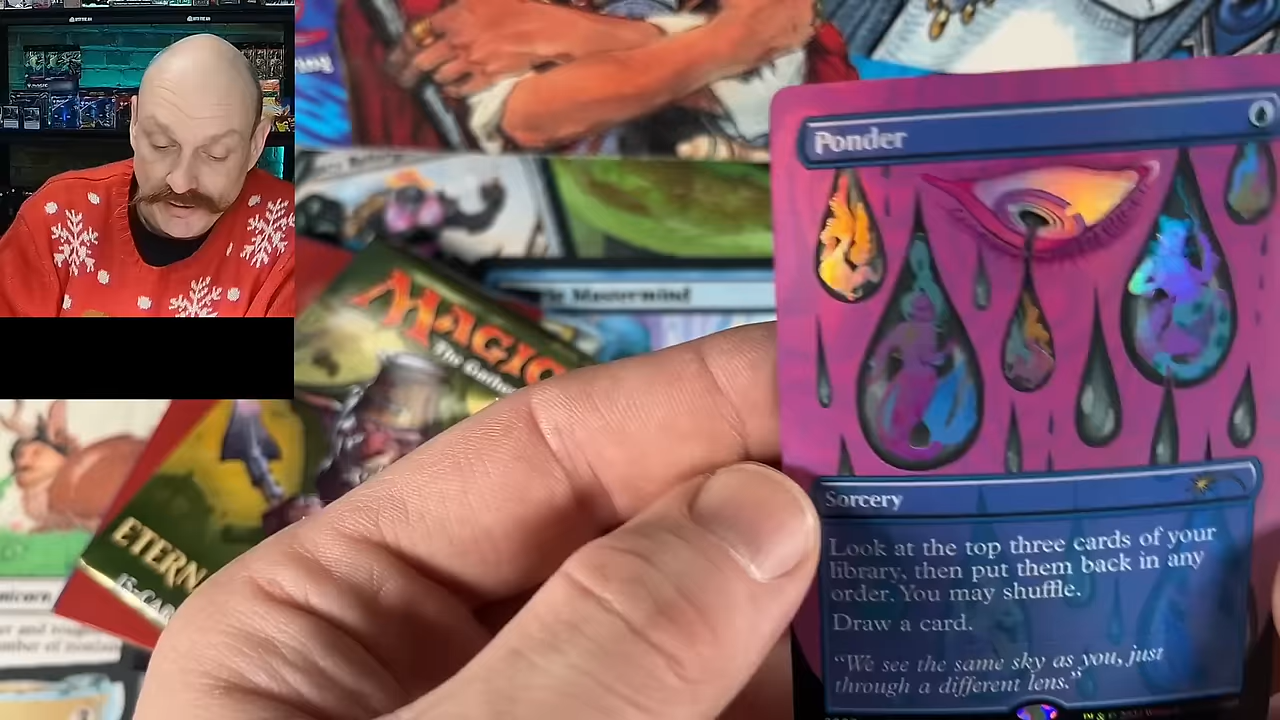 Ponder
Mastermind
MAGIC
The Gather
ETERN
nicorn
Sorcery
Look at the top three cards of your
library, then put them back in any
order. You may shuffle.
Draw a card.
“We see the same sky as you, just
through a different lens.”